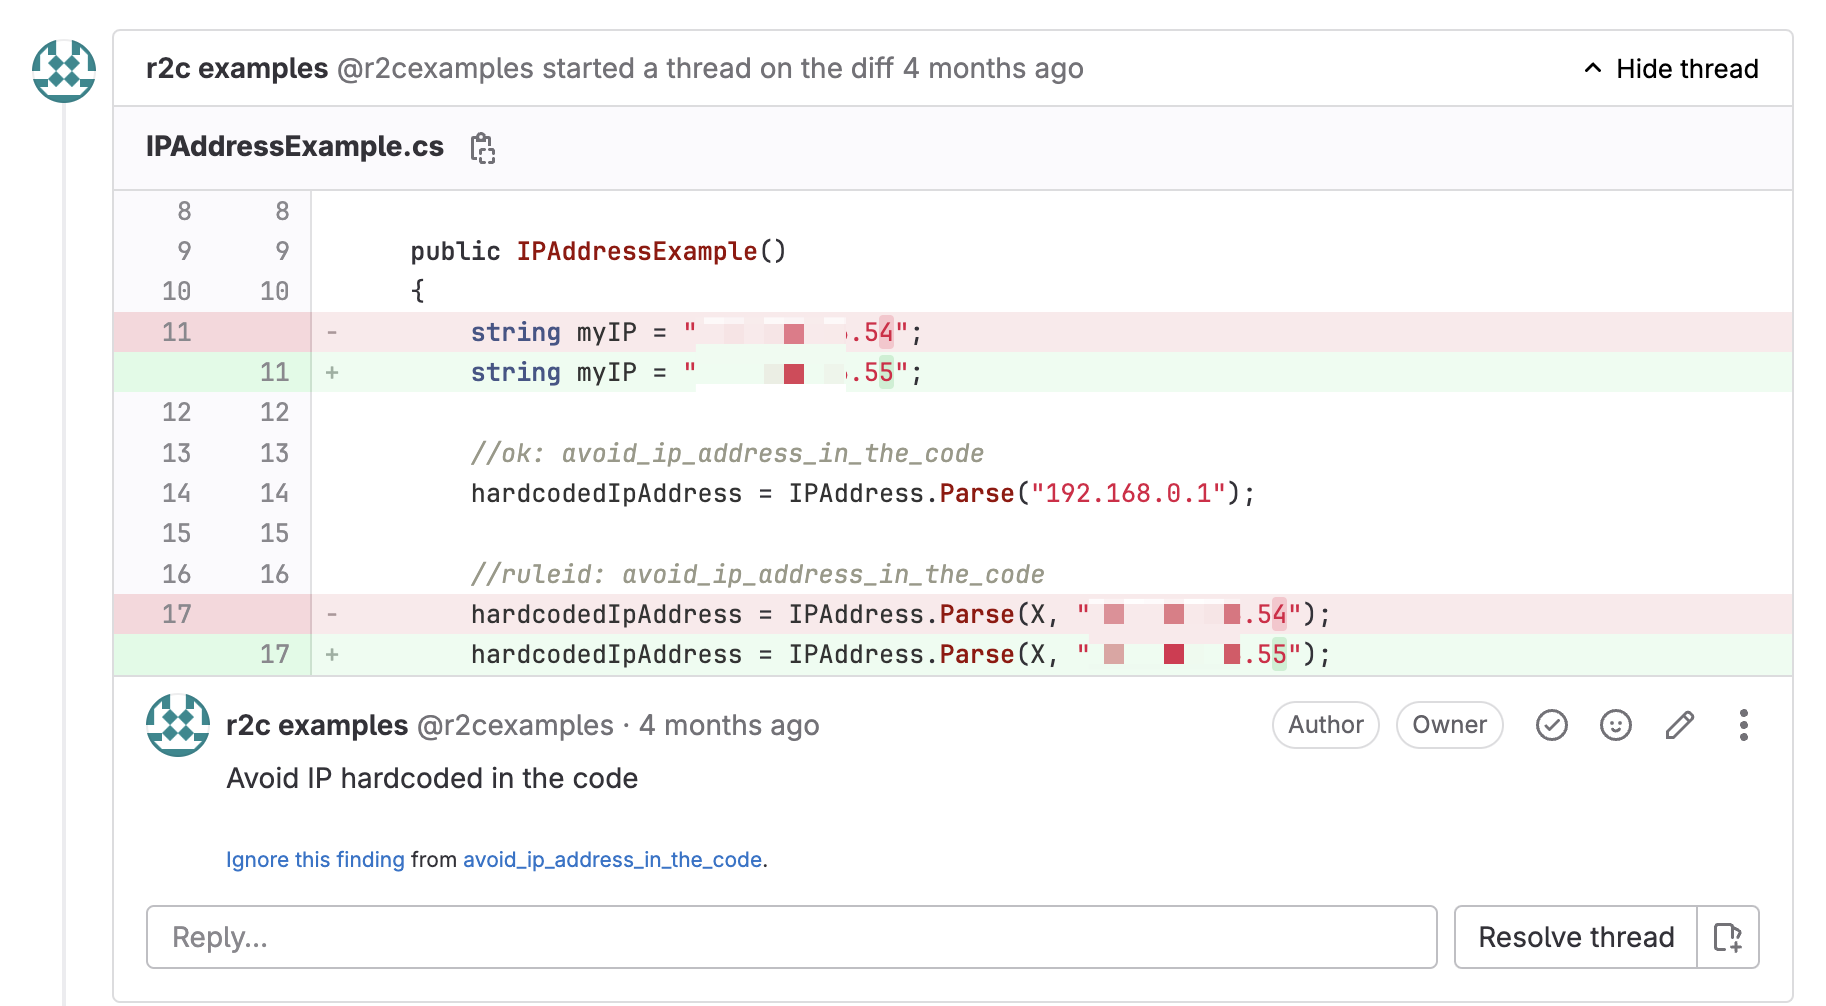 r2c examples @r2cexamples started a thread on the diff 4 months ago Hide thread
IPAddressExample.cs
8 8
9 9 public IPAddressExample()
10 10 {
11 - string myIP = " .54";
11 + string myIP = " .55";
12 12
13 13 //ok: avoid_ip_address_in_the_code
14 14 hardcodedIpAddress = IPAddress.Parse("192.168.0.1");
15 15
16 16 //ruleid: avoid_ip_address_in_the_code
17 - hardcodedIpAddress = IPAddress.Parse(X, " .54");
17 + hardcodedIpAddress = IPAddress.Parse(X, " .55");
r2c examples @r2cexamples · 4 months ago Author Owner
Avoid IP hardcoded in the code
Ignore this finding from avoid_ip_address_in_the_code.
Reply... Resolve thread